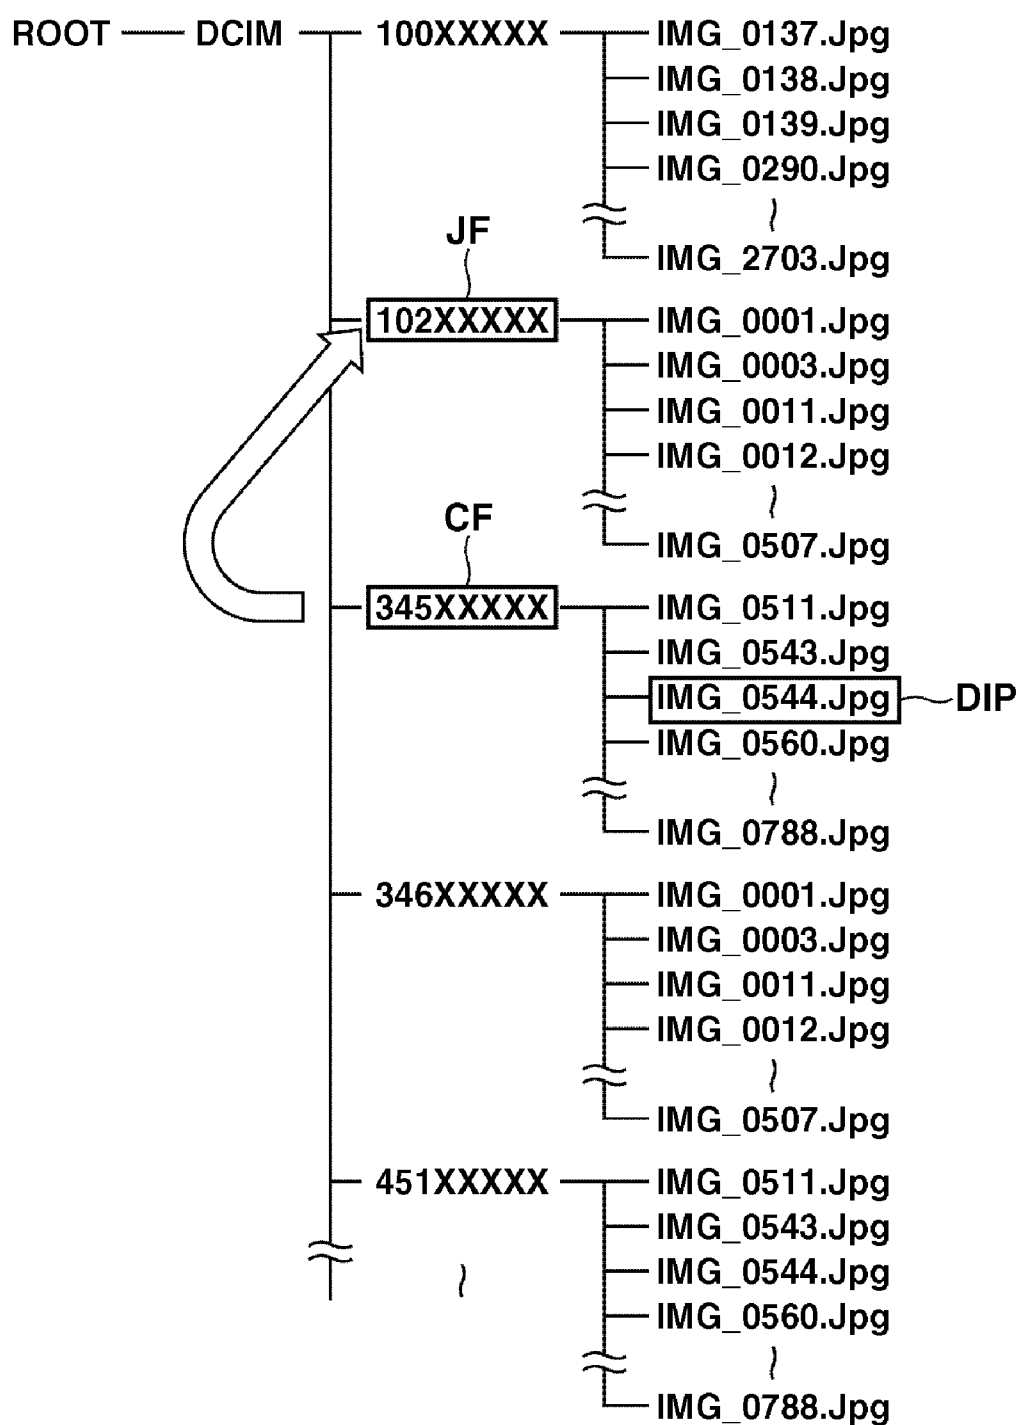 ROOT DCIM 100XXXXX IMG_0137.Jpg
IMG_0138.Jpg
IMG_0139.Jpg
IMG_0290.Jpg
IMG_2703.Jpg
JF
102XXXXX IMG_0001.Jpg
IMG_0003.Jpg
IMG_0011.Jpg
IMG_0012.Jpg
IMG_0507.Jpg
CF
345XXXXX IMG_0511.Jpg
IMG_0543.Jpg
IMG_0544.Jpg DIP
IMG_0560.Jpg
IMG_0788.Jpg
346XXXXX IMG_0001.Jpg
IMG_0003.Jpg
IMG_0011.Jpg
IMG_0012.Jpg
IMG_0507.Jpg
451XXXXX IMG_0511.Jpg
IMG_0543.Jpg
IMG_0544.Jpg
IMG_0560.Jpg
IMG_0788.Jpg